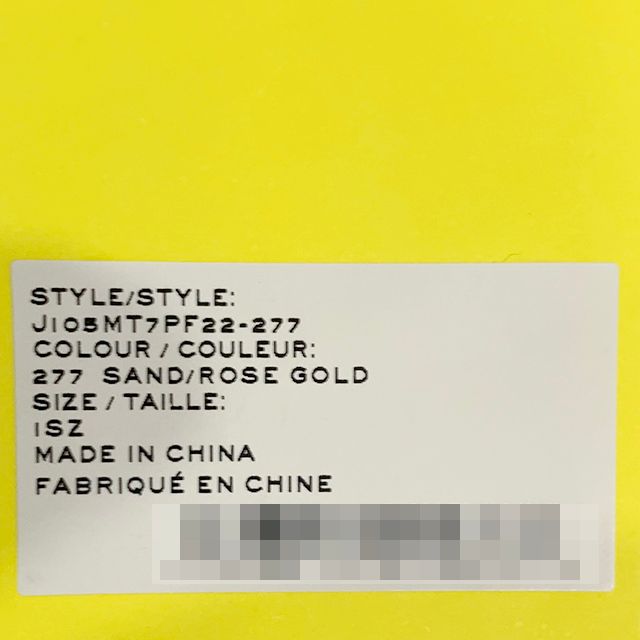 STYLE/STYLE:
J105MT7PF22-277
COLOUR / COULEUR:
277 SAND/ROSE GOLD
SIZE / TAILLE:
1SZ
MADE IN CHINA
FABRIQUÉ EN CHINE